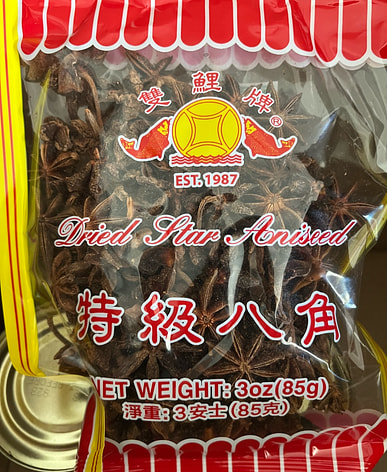 雙鯉牌®
EST. 1987
Dried Star Aniseed
特級八角
NET WEIGHT: 3oz(85g)
淨重: 3安士(85克)